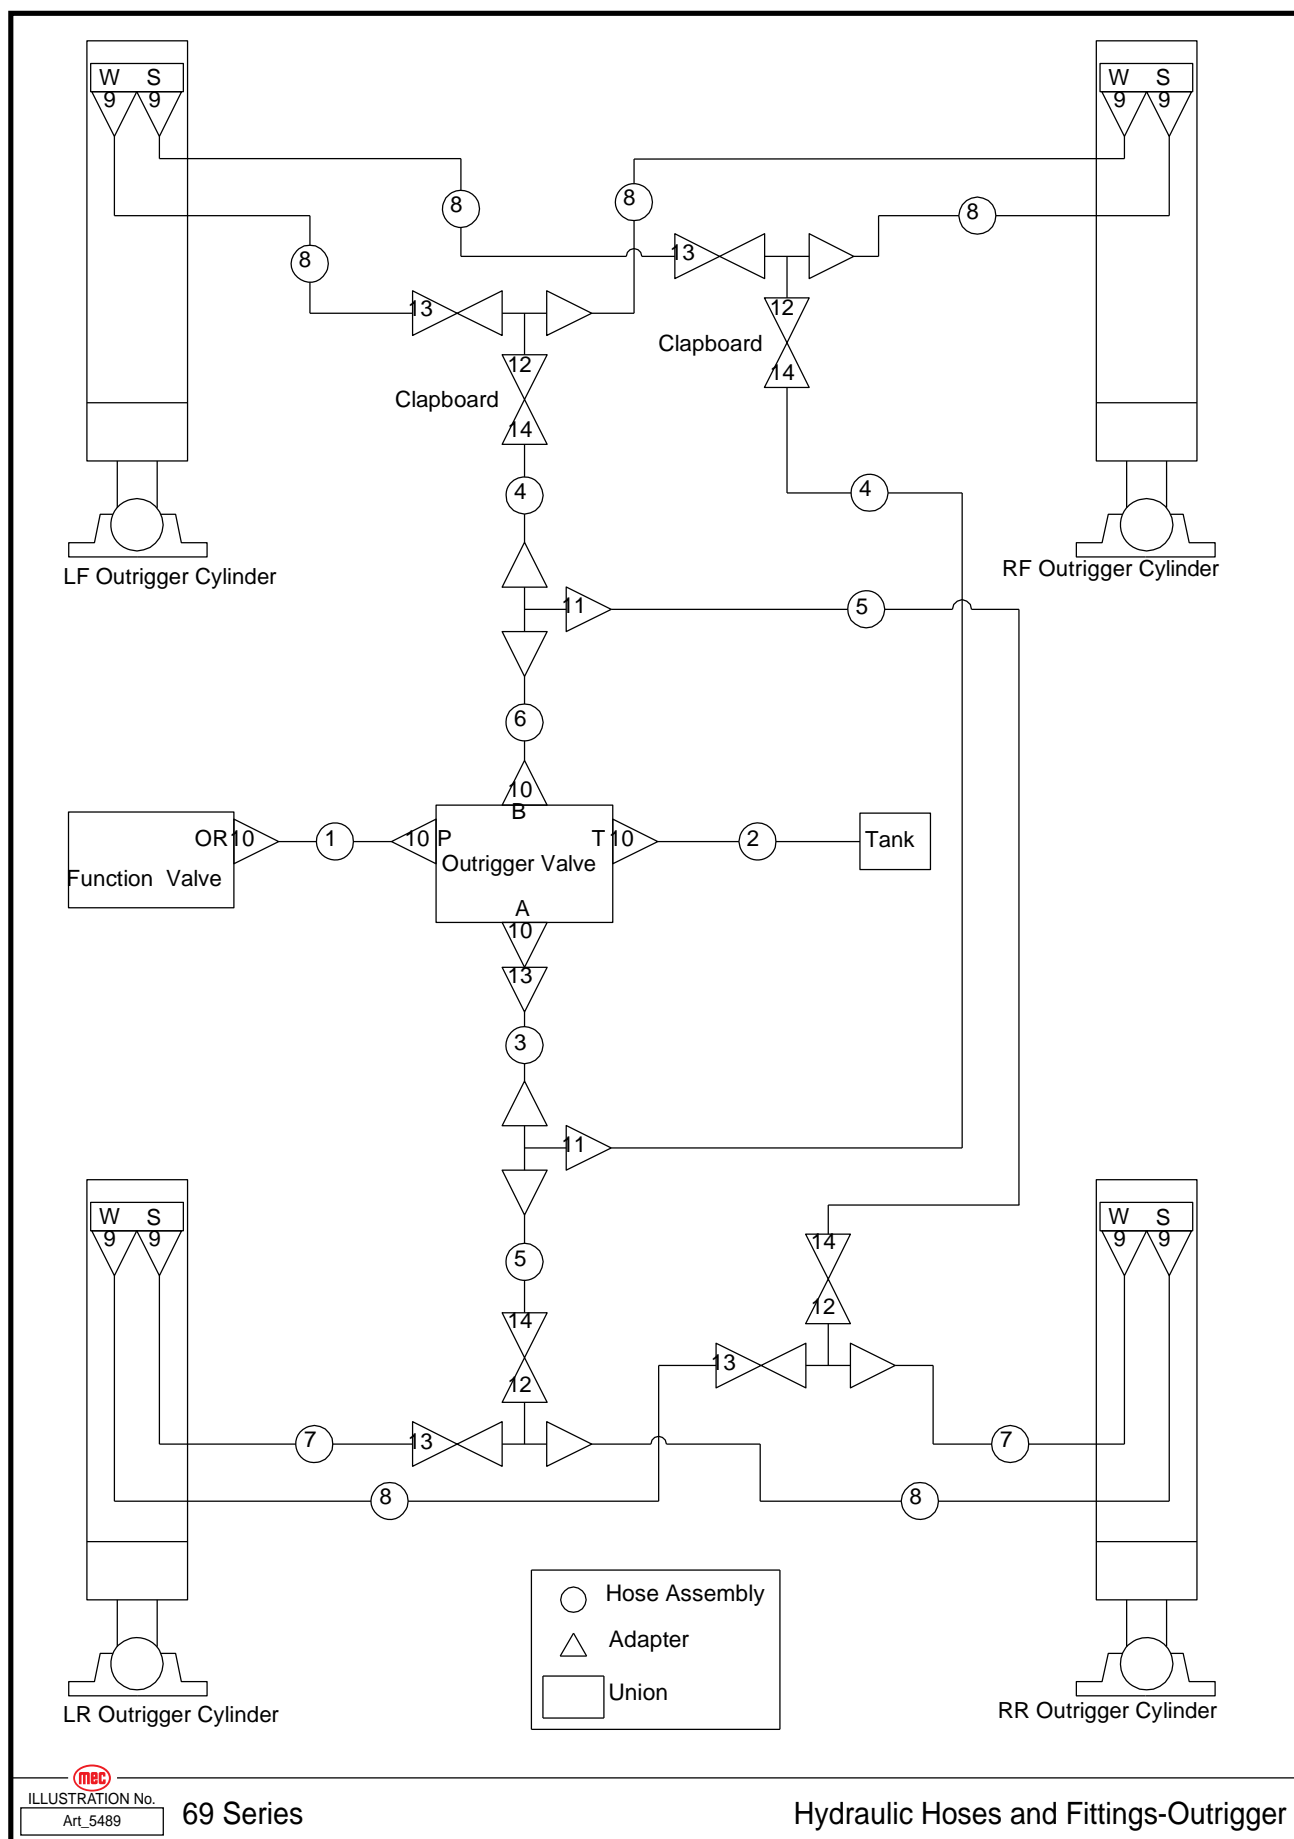 W S
9 9
W S
9 9
8
8
8
8
13
13
12
14
Clapboard
12
14
Clapboard
4
4
LF Outrigger Cylinder
RF Outrigger Cylinder
11
5
6
10
B
OR 10
1
10 P
T 10
2
Tank
Function Valve
Outrigger Valve
A
10
13
3
11
W S
9 9
W S
9 9
5
14
12
14
12
13
7
13
7
8
8
Hose Assembly
Adapter
Union
LR Outrigger Cylinder
RR Outrigger Cylinder
mec
ILLUSTRATION No.
Art_5489
69 Series
Hydraulic Hoses and Fittings-Outrigger